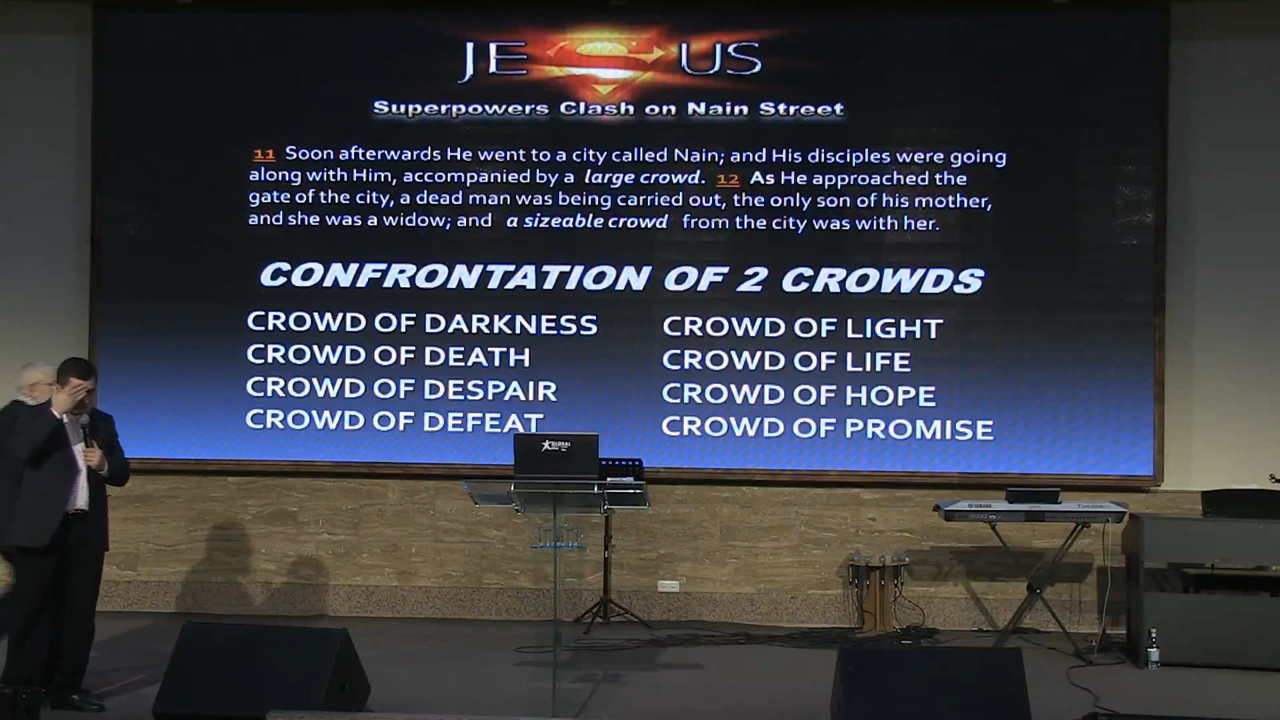 JESUS
Superpowers Clash on Nain Street
11 Soon afterwards He went to a city called Nain; and His disciples were going
along with Him, accompanied by a large crowd. 12 As He approached the
gate of the city, a dead man was being carried out, the only son of his mother,
and she was a widow; and a sizeable crowd from the city was with her.
CONFRONTATION OF 2 CROWDS
CROWD OF DARKNESS
CROWD OF DEATH
CROWD OF DESPAIR
CROWD OF DEFEAT
CROWD OF LIGHT
CROWD OF LIFE
CROWD OF HOPE
CROWD OF PROMISE
GLOBAL
YAMAHA